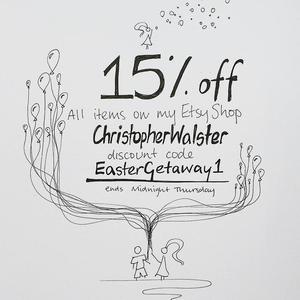 15% off
All items on my Etsy Shop
ChristopherWalster
discount code
EasterGetaway1
ends Midnight Thursday